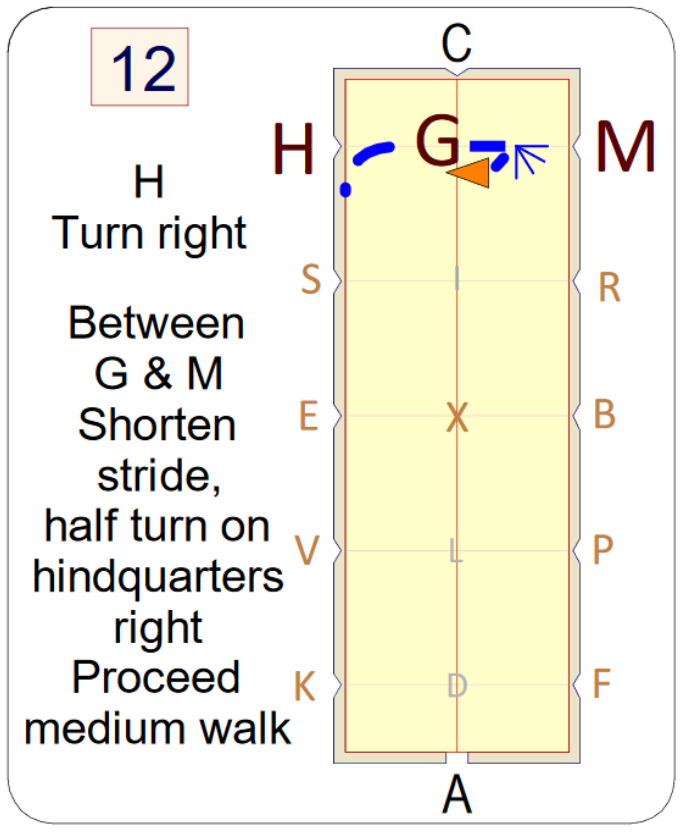 12
H
Turn right
Between
G & M
Shorten
stride,
half turn on
hindquarters
right
Proceed
medium walk
C
H G M
S I R
E X B
V L P
K D F
A